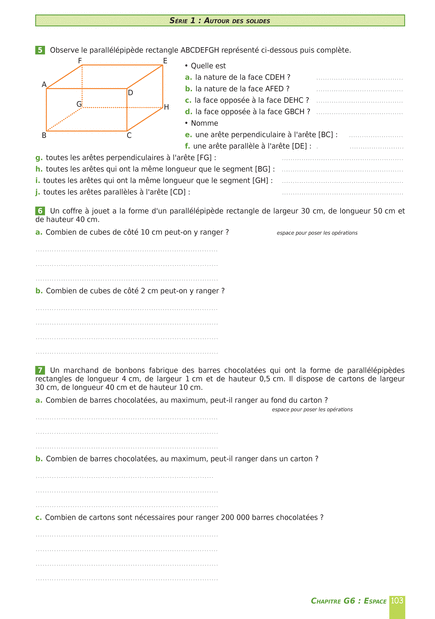 SÉRIE 1 : AUTOUR DES SOLIDES
5 Observe le parallélépipède rectangle ABCDEFGH représenté ci-dessous puis complète.
F
E
A
D
G
H
B
C
• Quelle est
a. la nature de la face CDEH ?
b. la nature de la face AFED ?
c. la face opposée à la face DEHC ?
d. la face opposée à la face GBCH ?
• Nomme
e. une arête perpendiculaire à l'arête [BC] :
f. une arête parallèle à l'arête [DE] :
g. toutes les arêtes perpendiculaires à l'arête [FG] :
h. toutes les arêtes qui ont la même longueur que le segment [BG] :
i. toutes les arêtes qui ont la même longueur que le segment [GH] :
j. toutes les arêtes parallèles à l'arête [CD] :
6 Un coffre à jouet a la forme d'un parallélépipède rectangle de largeur 30 cm, de longueur 50 cm et
de hauteur 40 cm.
a. Combien de cubes de côté 10 cm peut-on y ranger ?
espace pour poser les opérations
b. Combien de cubes de côté 2 cm peut-on y ranger ?
7 Un marchand de bonbons fabrique des barres chocolatées qui ont la forme de parallélépipèdes
rectangles de longueur 4 cm, de largeur 1 cm et de hauteur 0,5 cm. Il dispose de cartons de largeur
30 cm, de longueur 40 cm et de hauteur 10 cm.
a. Combien de barres chocolatées, au maximum, peut-il ranger au fond du carton ?
espace pour poser les opérations
b. Combien de barres chocolatées, au maximum, peut-il ranger dans un carton ?
c. Combien de cartons sont nécessaires pour ranger 200 000 barres chocolatées ?
CHAPITRE G6 : ESPACE 103